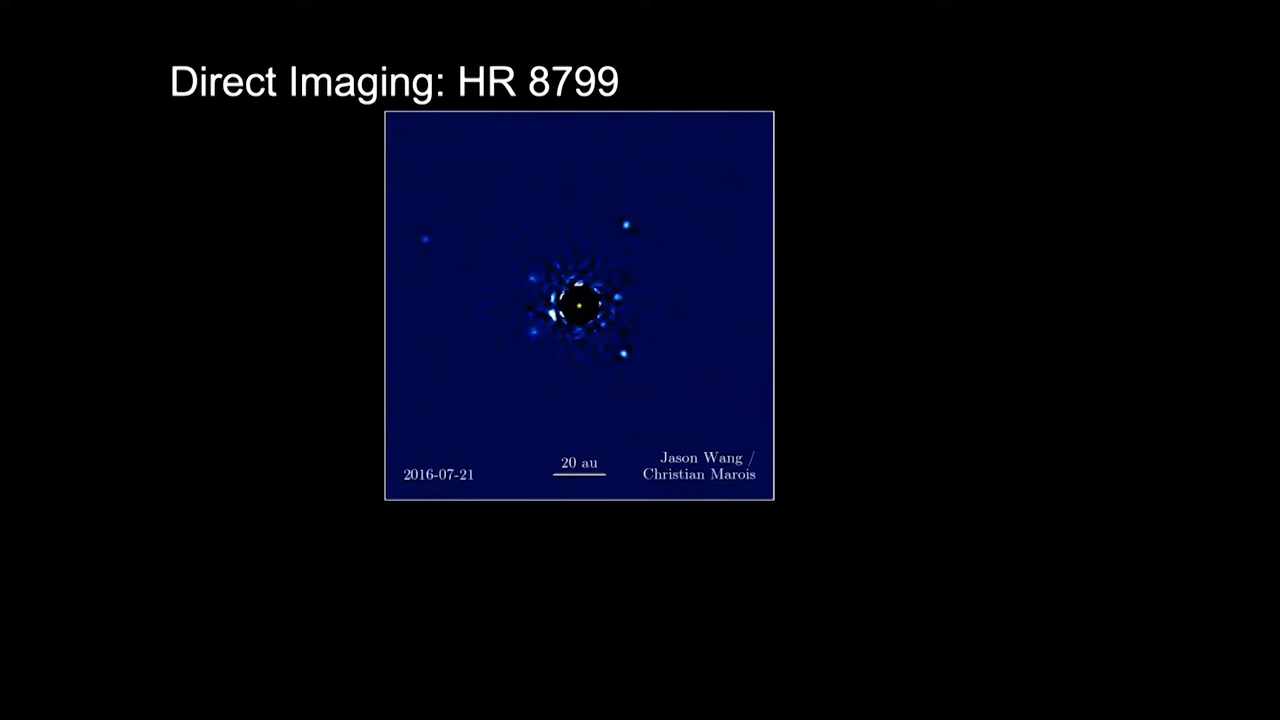 Direct Imaging: HR 8799
20 au
Jason Wang /
2016-07-21
Christian Marois